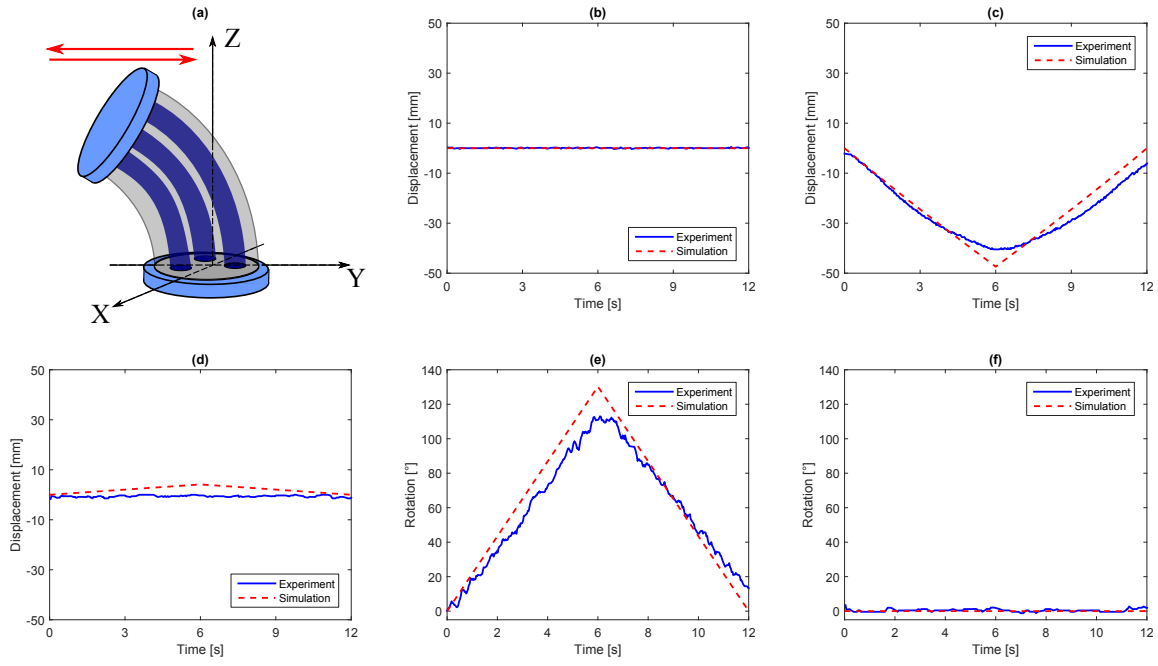 (a)
Z
Y
X
(b)
Displacement [mm]
50
30
10
-10
-30
-50
Experiment
Simulation
0
3
6
9
12
Time [s]
(c)
Displacement [mm]
50
30
10
-10
-30
-50
Experiment
Simulation
0
3
6
9
12
Time [s]
(d)
Displacement [mm]
50
30
10
-10
-30
-50
Experiment
Simulation
0
3
6
9
12
Time [s]
(e)
Rotation [°]
140
120
100
80
60
40
20
0
Experiment
Simulation
0
2
4
6
8
10
12
Time [s]
(f)
Rotation [°]
140
120
100
80
60
40
20
0
Experiment
Simulation
0
2
4
6
8
10
12
Time [s]